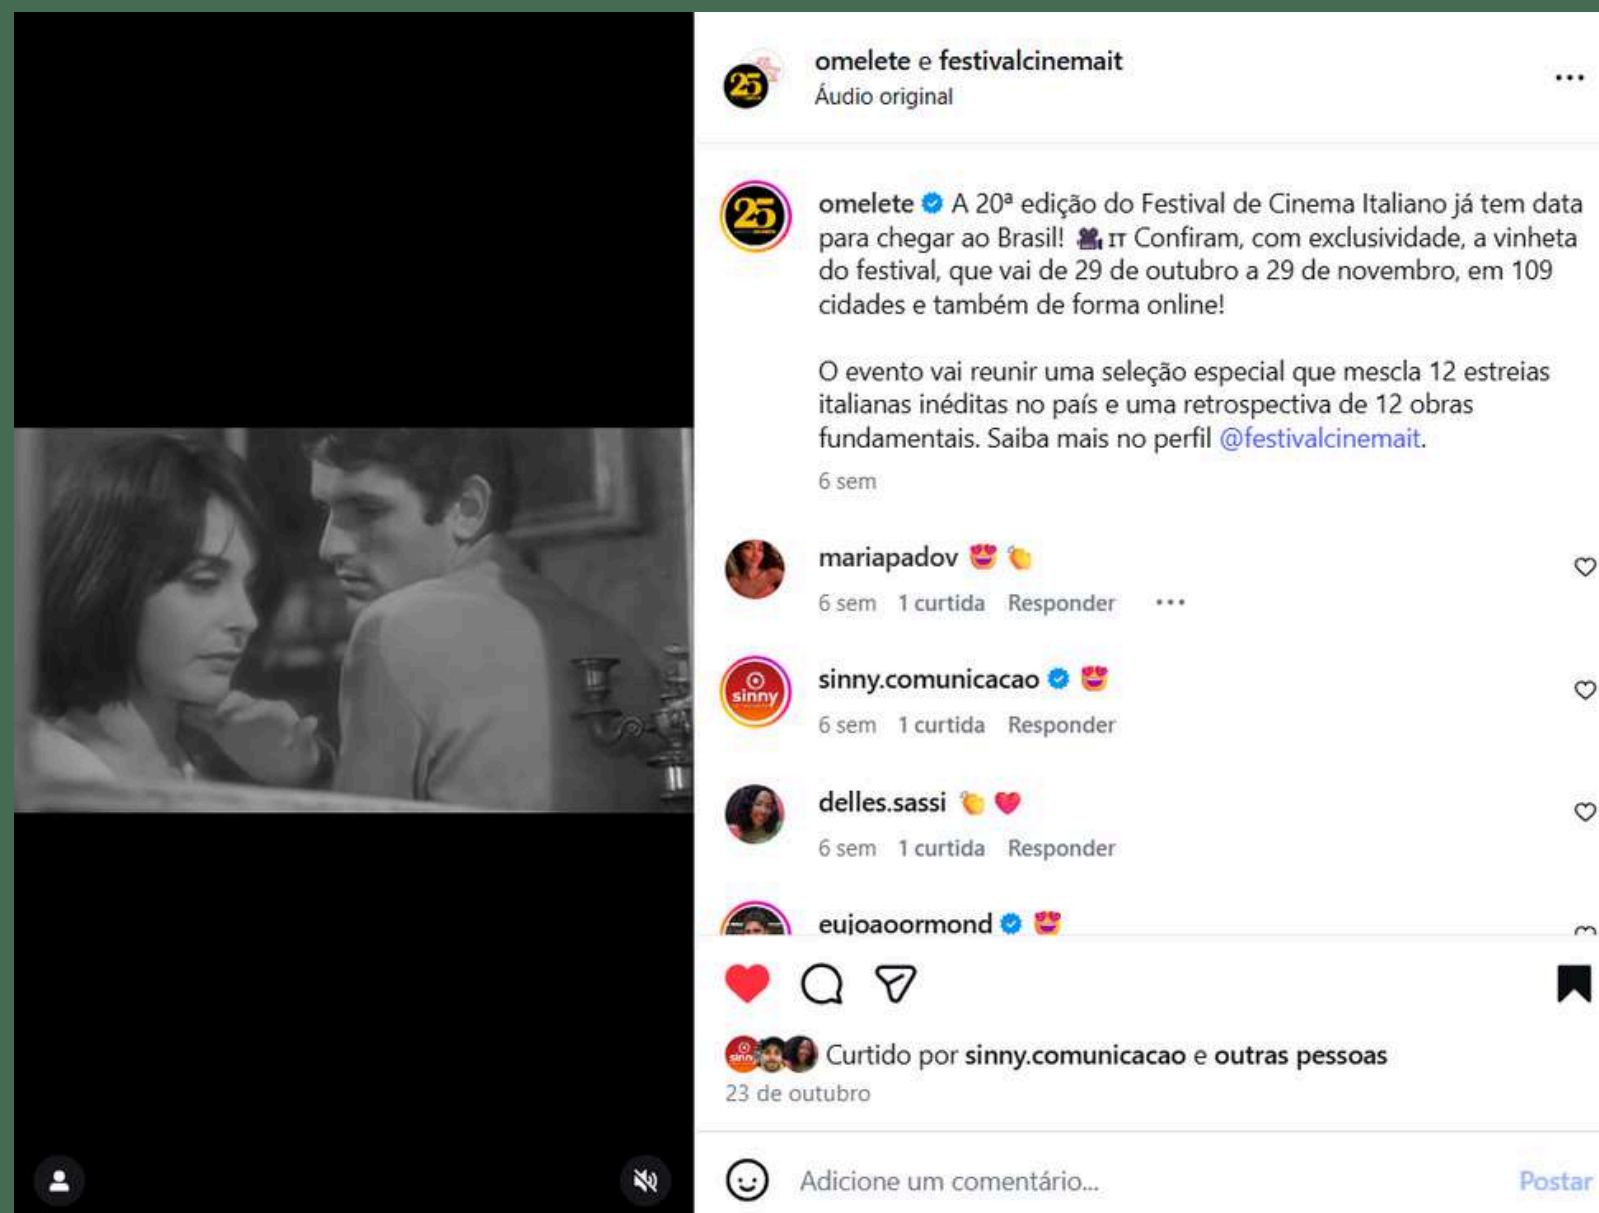 omelete e festivalcinemait
Áudio original
25
25
omelete A 20ª edição do Festival de Cinema Italiano já tem data
para chegar ao Brasil! 🎥 IT Confiram, com exclusividade, a vinheta
do festival, que vai de 29 de outubro a 29 de novembro, em 109
cidades e também de forma online!
O evento vai reunir uma seleção especial que mescla 12 estreias
italianas inéditas no país e uma retrospectiva de 12 obras
fundamentais. Saiba mais no perfil @festivalcinemait.
6 sem
mariapadov 😍 👏
6 sem 1 curtida Responder
sinny
sinny.comunicacao 😍
6 sem 1 curtida Responder
delles.sassi 👏 ❤️
6 sem 1 curtida Responder
eujoaoormond 😍
Curtido por sinny.comunicacao e outras pessoas
23 de outubro
Adicione um comentário...
Postar